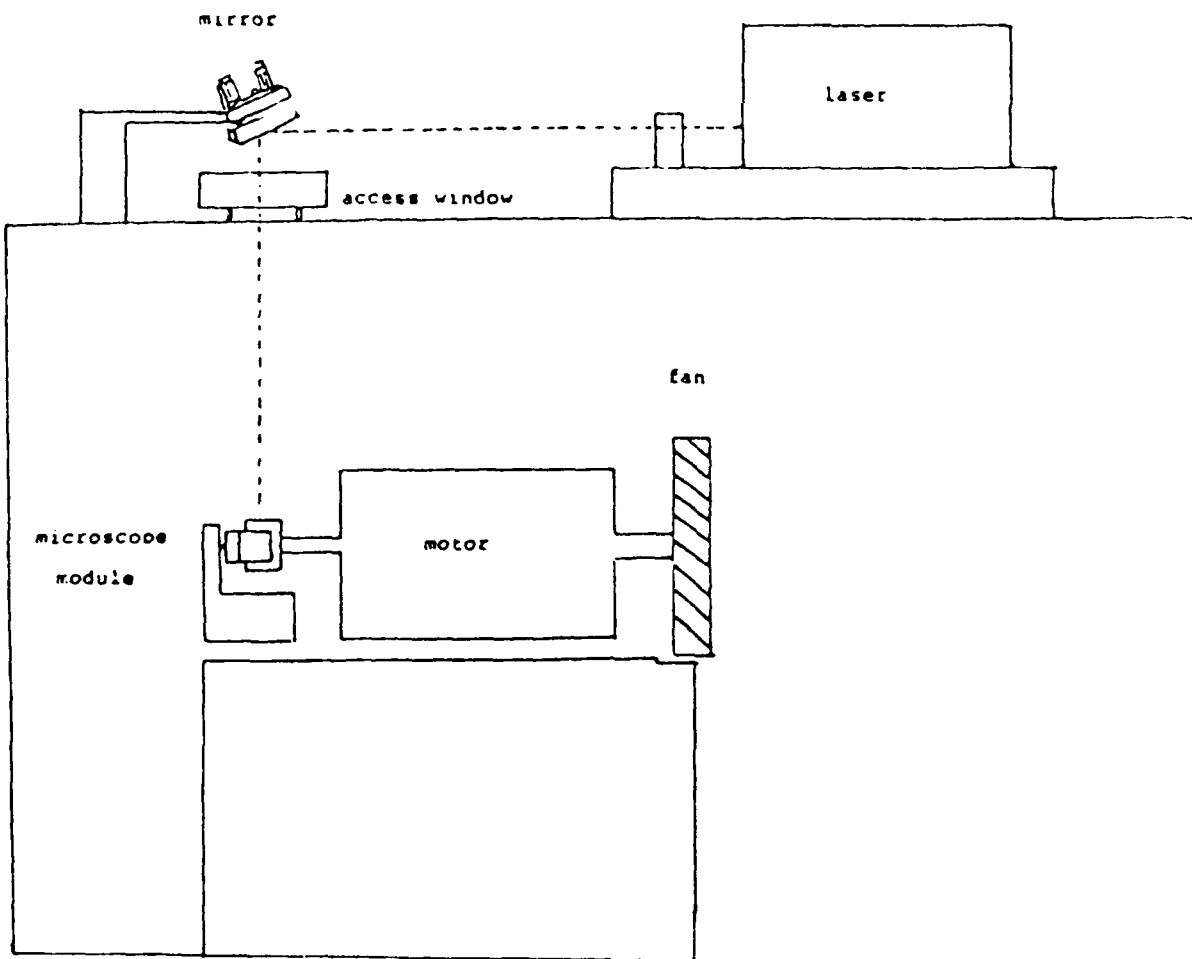 mirror
laser
access window
fan
microscope
module
motor